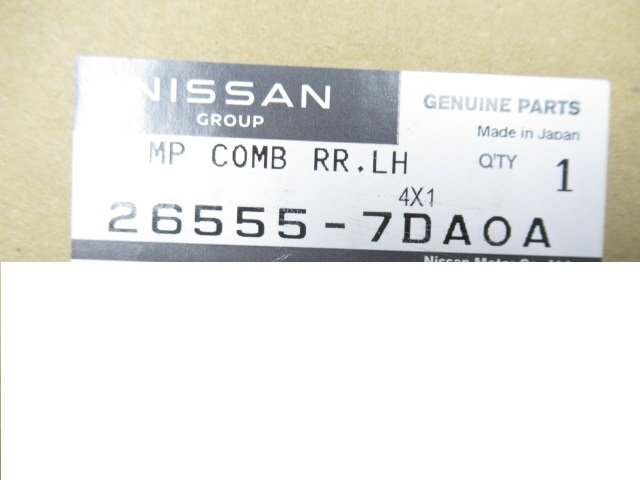 NISSAN
GROUP
GENUINE PARTS
Made in Japan
MP COMB RR.LH
Q'TY 1
4X1
26555-7DA0A